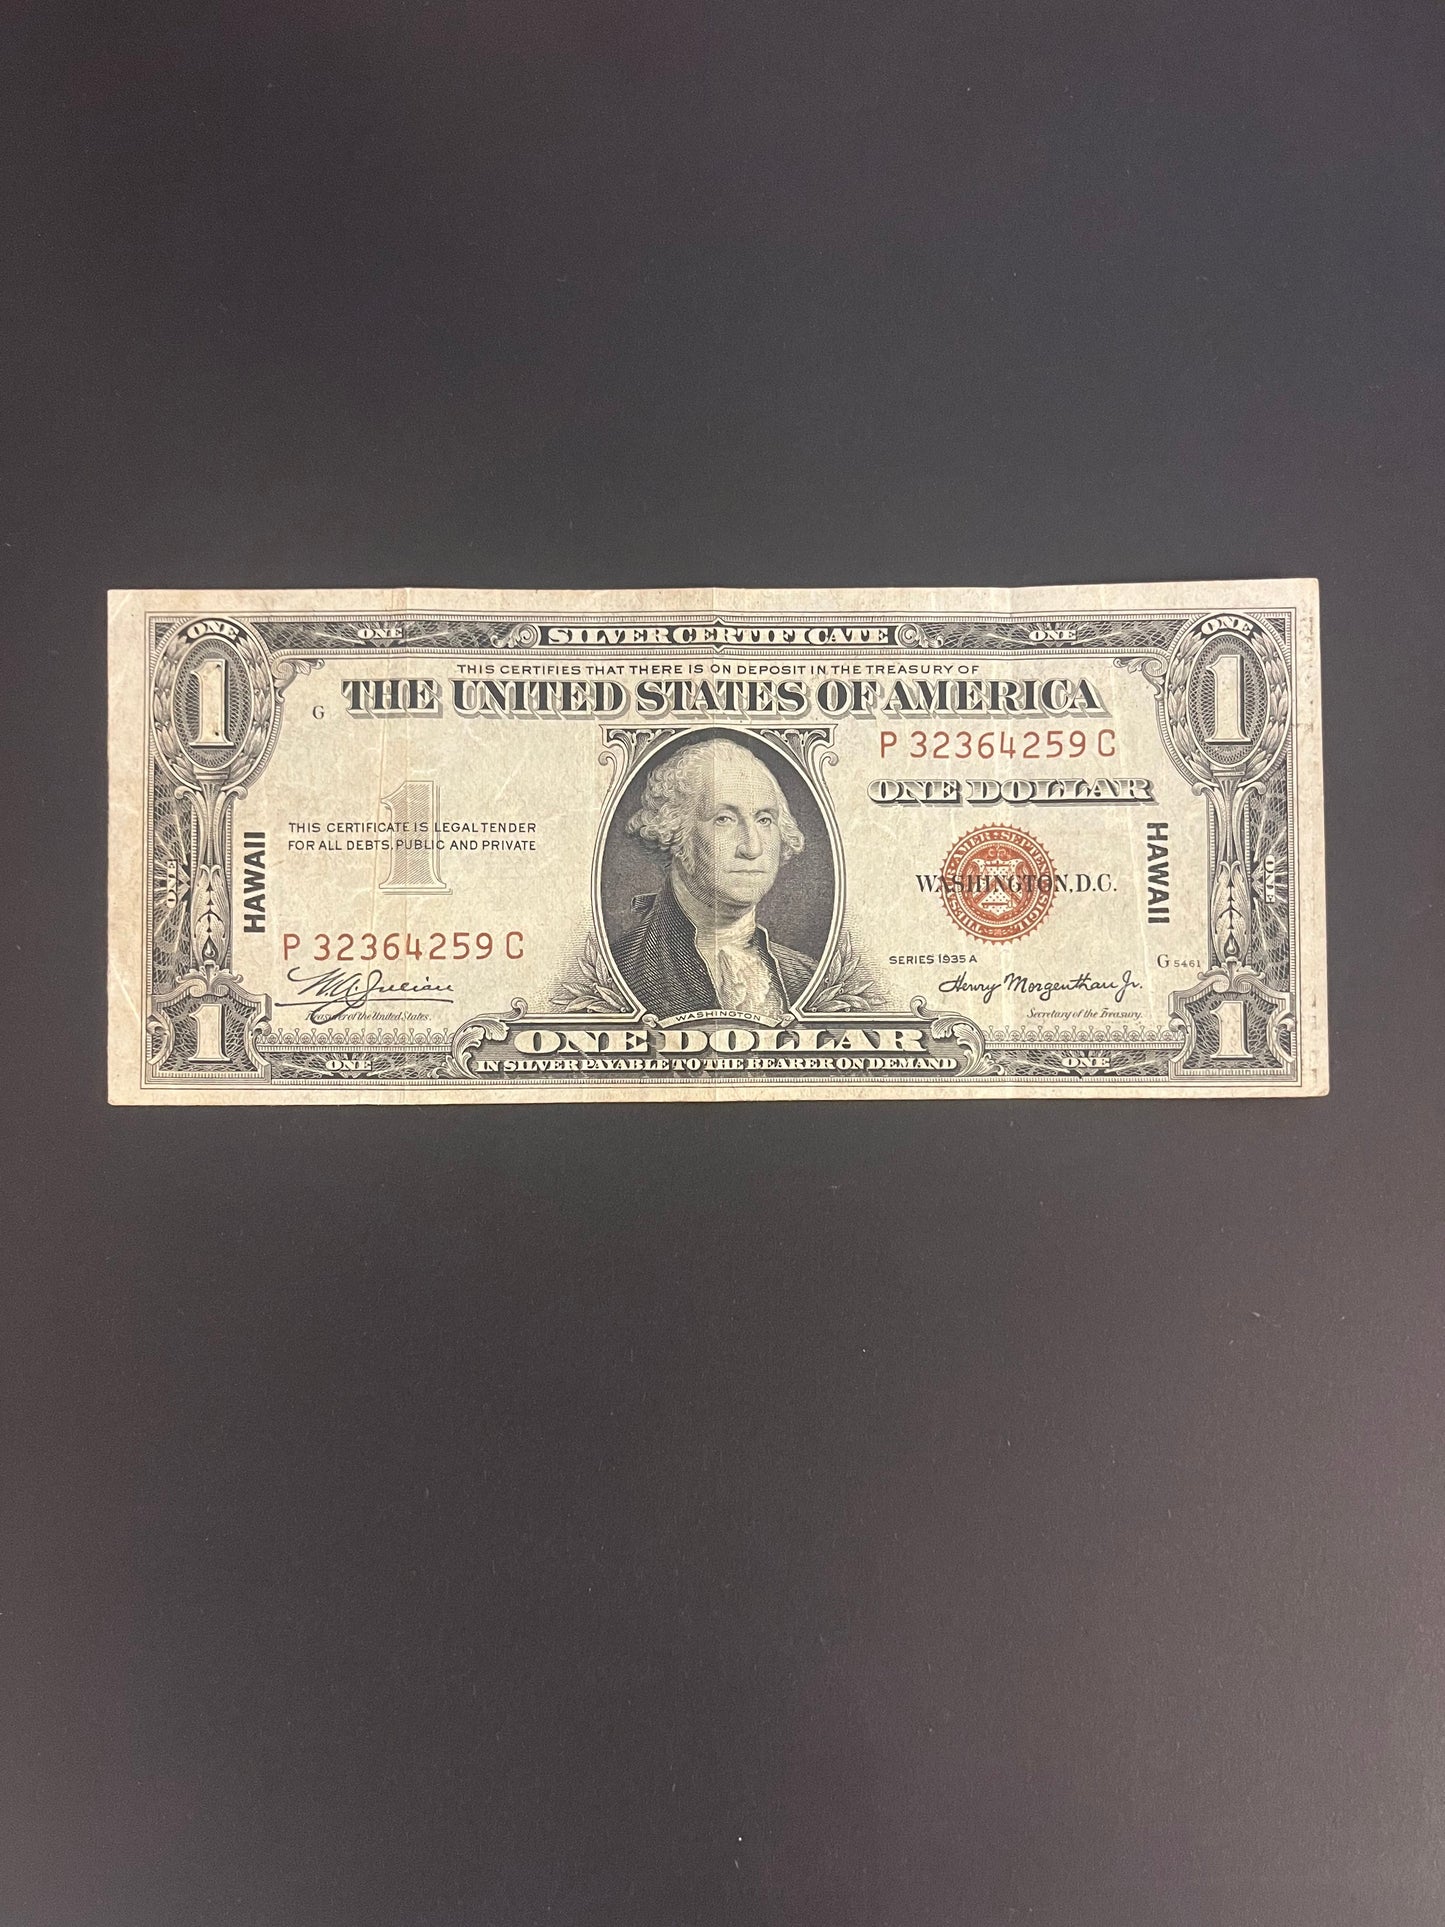 ONE
ONE
SILVER CERTIFICATE
ONE
ONE
1
1
THIS CERTIFIES THAT THERE IS ON DEPOSIT IN THE TREASURY OF
THE UNITED STATES OF AMERICA
G
P 32364259 C
ONE DOLLAR
1
THIS CERTIFICATE IS LEGAL TENDER
FOR ALL DEBTS, PUBLIC AND PRIVATE
HAWAII
HAWAII
ONE
ONE
WASHINGTON, D.C.
P 32364259 C
SERIES 1935 A
G 5461
W. A. Julian
Treasurer of the United States.
Henry Morgenthau Jr.
Secretary of the Treasury.
WASHINGTON
1
1
ONE DOLLAR
ONE
IN SILVER PAYABLE TO THE BEARER ON DEMAND
ONE